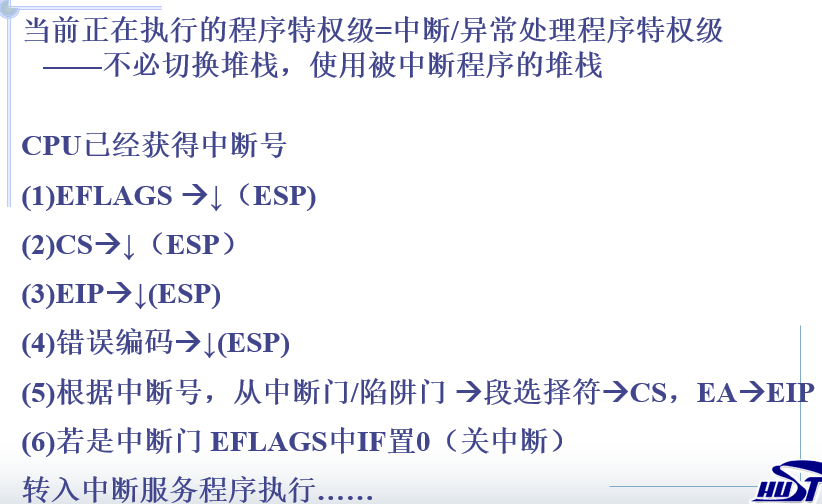 当前正在执行的程序特权级=中断/异常处理程序特权级
——不必切换堆栈，使用被中断程序的堆栈
CPU已经获得中断号
(1)EFLAGS →↓（ESP)
(2)CS→↓（ESP）
(3)EIP→↓(ESP)
(4)错误编码→↓(ESP)
(5)根据中断号，从中断门/陷阱门 →段选择符→CS，EA→EIP
(6)若是中断门 EFLAGS中IF置0（关中断）
转入中断服务程序执行……
HUST